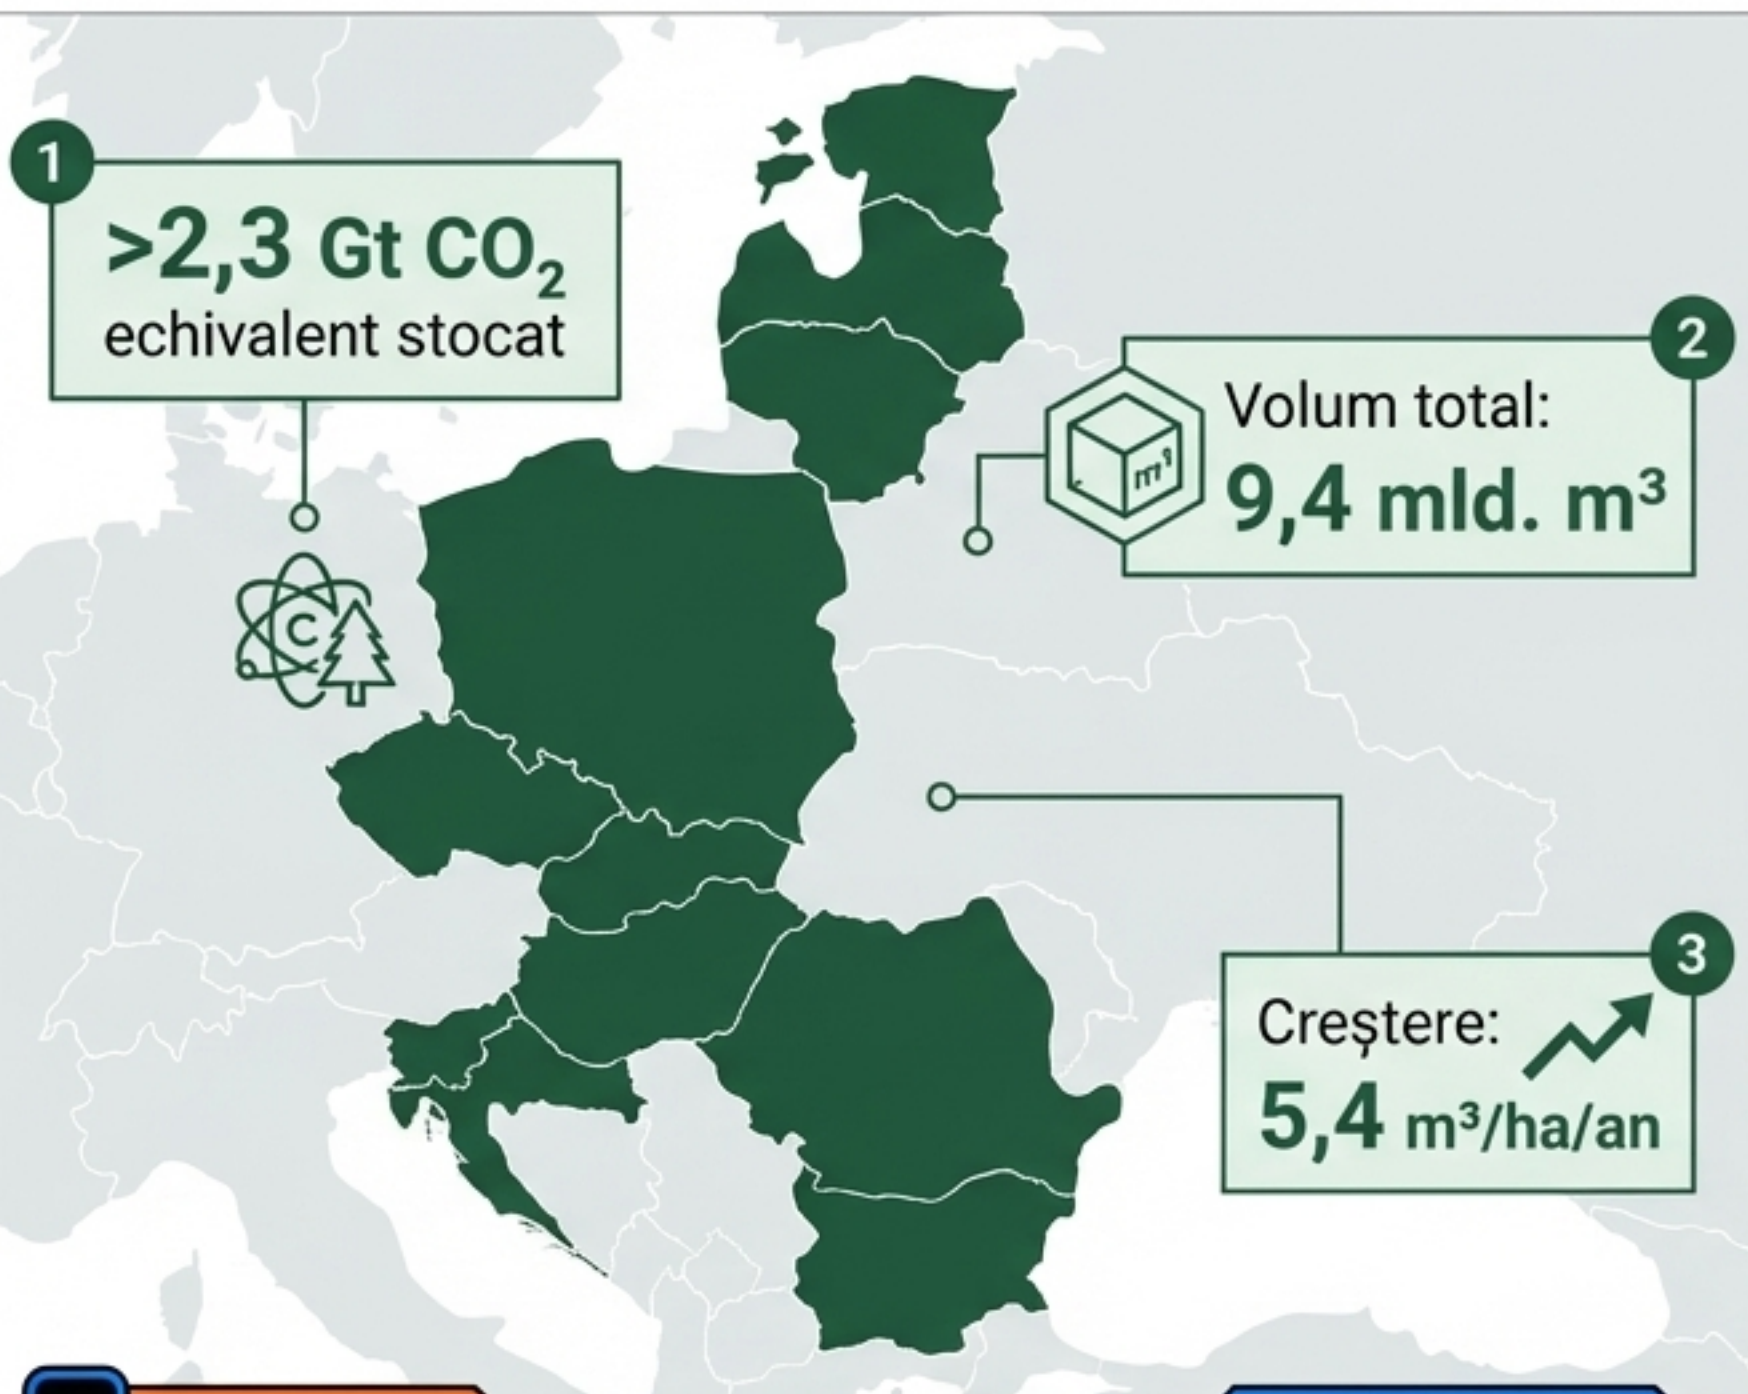 1
>2,3 Gt CO₂
echivalent stocat
C
2
Volum total:
9,4 mld. m³
3
Creștere:
5,4 m³/ha/an